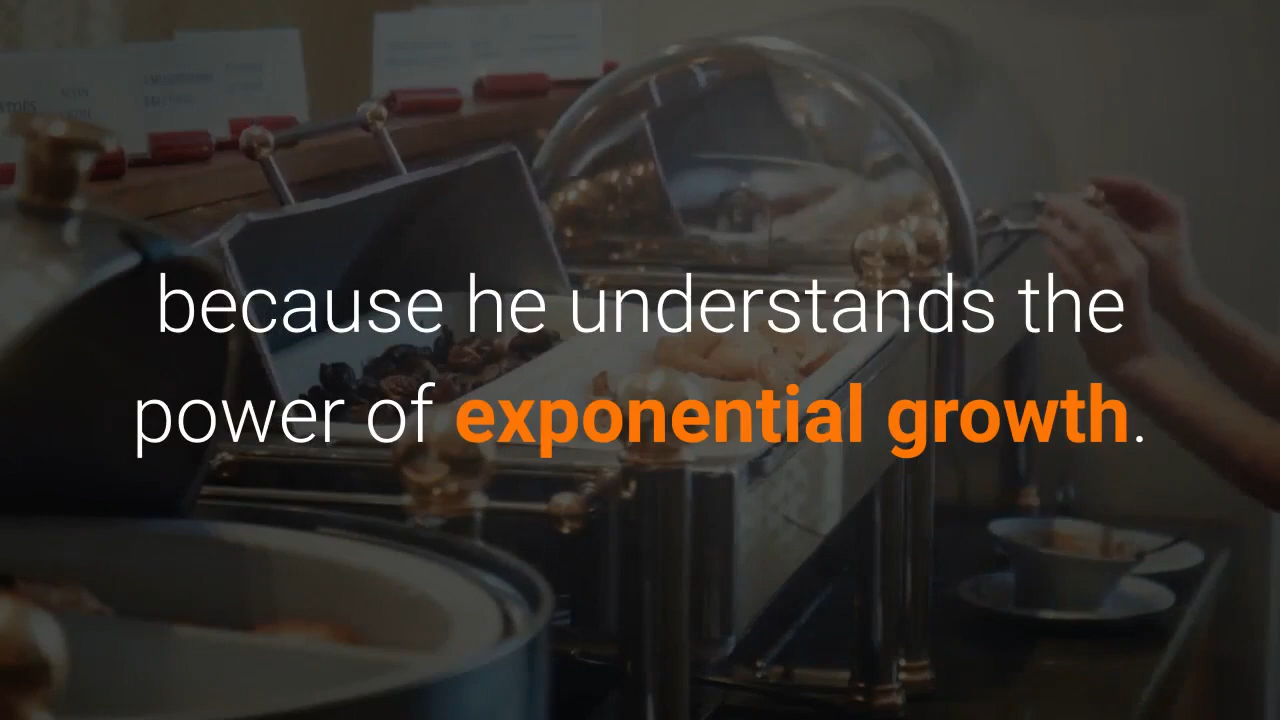 because he understands the
power of exponential growth.